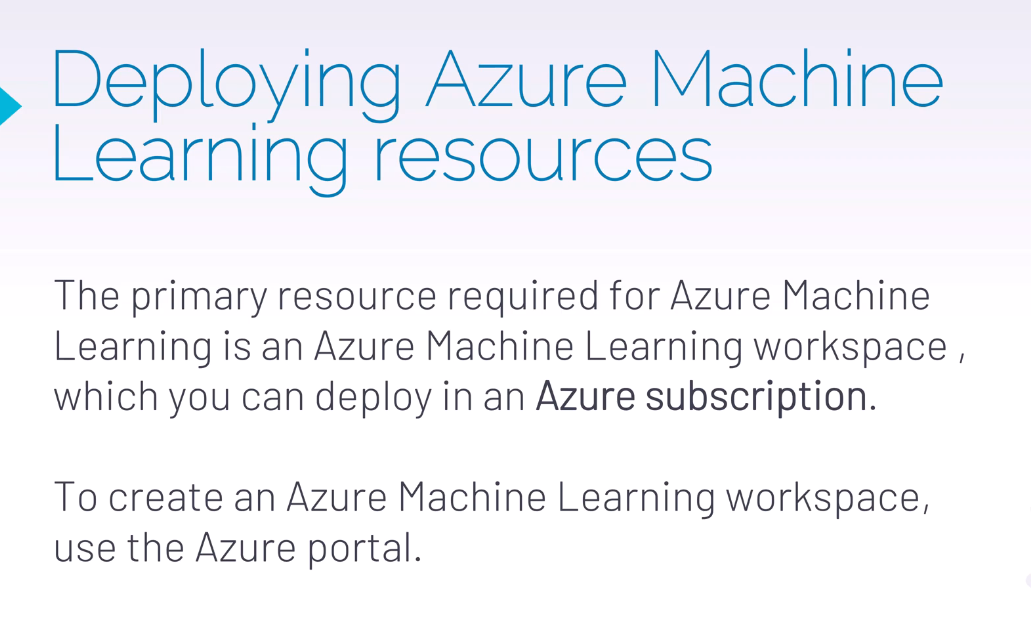 Deploying Azure Machine
Learning resources
The primary resource required for Azure Machine
Learning is an Azure Machine Learning workspace ,
which you can deploy in an Azure subscription.
To create an Azure Machine Learning workspace,
use the Azure portal.